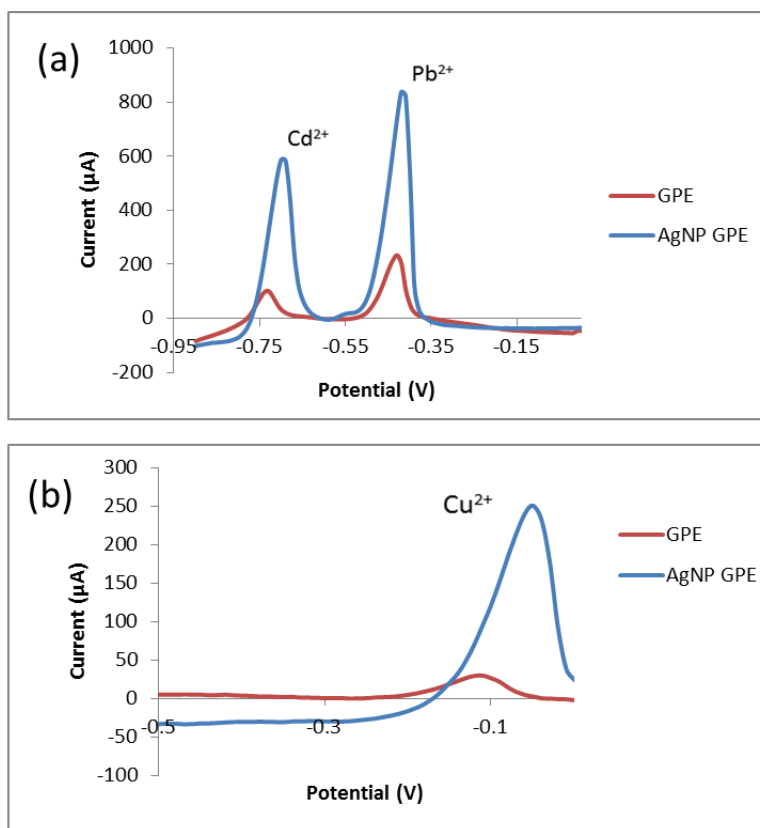 (a)
1000
800
600
400
200
0
-200
-0.95
-0.75
-0.55
-0.35
-0.15
Current (µA)
Potential (V)
Cd²⁺
Pb²⁺
GPE
AgNP GPE
(b)
300
250
200
150
100
50
0
-50
-100
-0.5
-0.3
-0.1
Current (µA)
Potential (V)
Cu²⁺
GPE
AgNP GPE